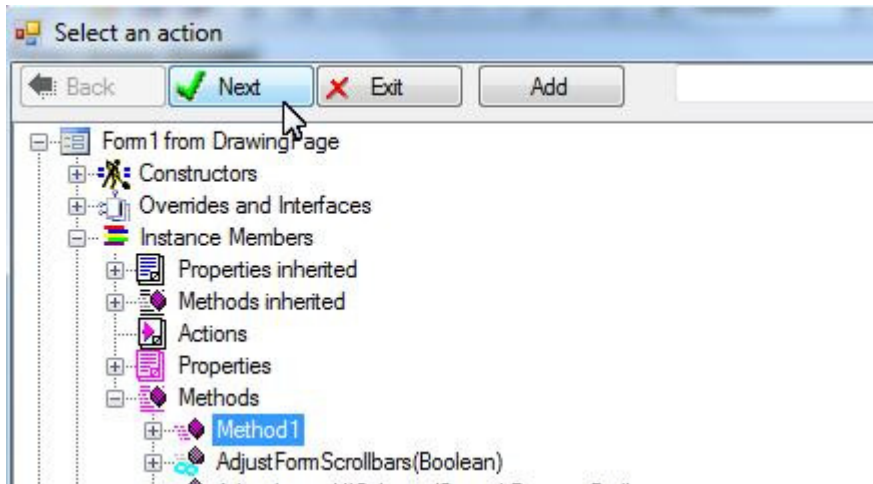 Select an action
Back Next Exit Add
Form1 from DrawingPage
Constructors
Overrides and Interfaces
Instance Members
Properties inherited
Methods inherited
Actions
Properties
Methods
Method1
AdjustFormScrollbars(Boolean)